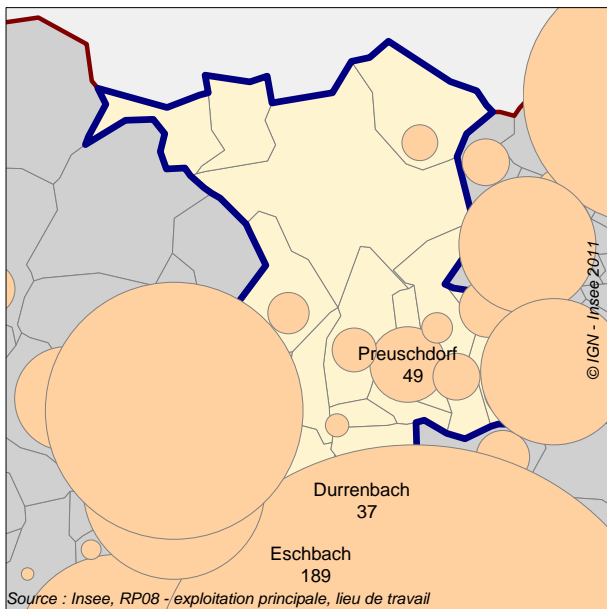 © IGN - Insee 2011
Preuschdorf
49
Durrenbach
37
Eschbach
189
Source : Insee, RP08 - exploitation principale, lieu de travail